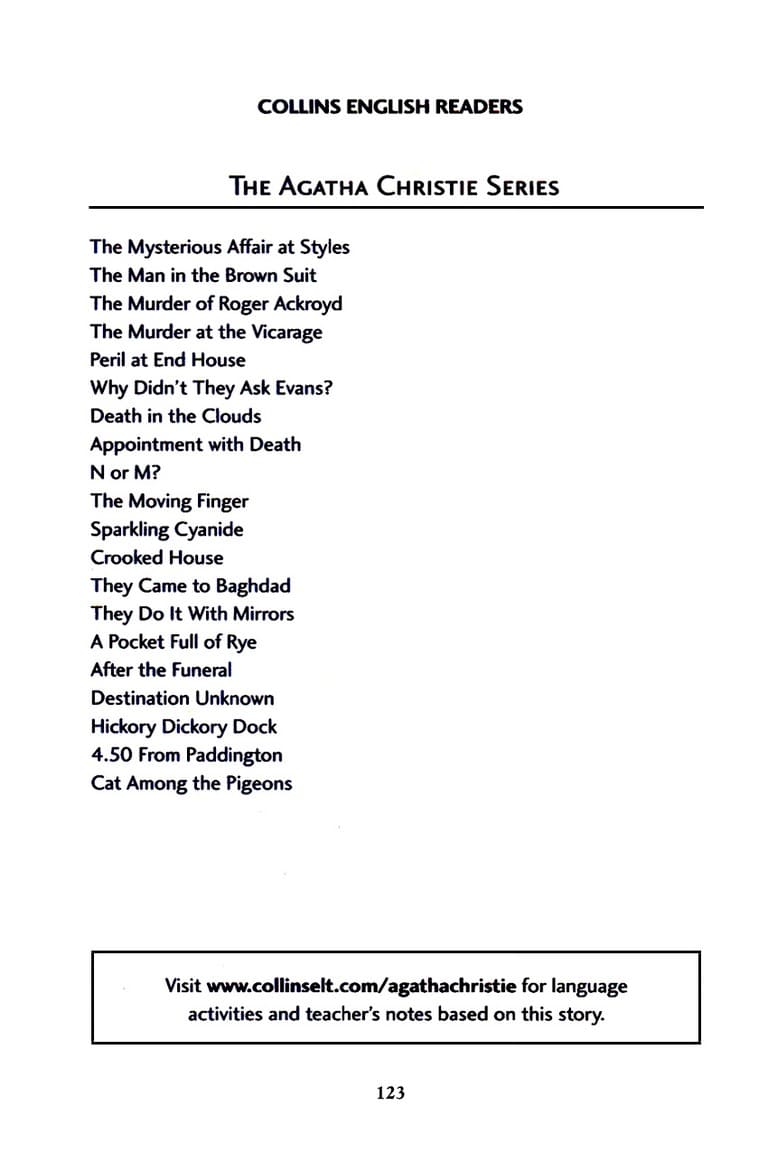 COLLINS ENGLISH READERS
THE AGATHA CHRISTIE SERIES
The Mysterious Affair at Styles
The Man in the Brown Suit
The Murder of Roger Ackroyd
The Murder at the Vicarage
Peril at End House
Why Didn't They Ask Evans?
Death in the Clouds
Appointment with Death
N or M?
The Moving Finger
Sparkling Cyanide
Crooked House
They Came to Baghdad
They Do It With Mirrors
A Pocket Full of Rye
After the Funeral
Destination Unknown
Hickory Dickory Dock
4.50 From Paddington
Cat Among the Pigeons
Visit www.collinselt.com/agathachristie for language
activities and teacher's notes based on this story.
123